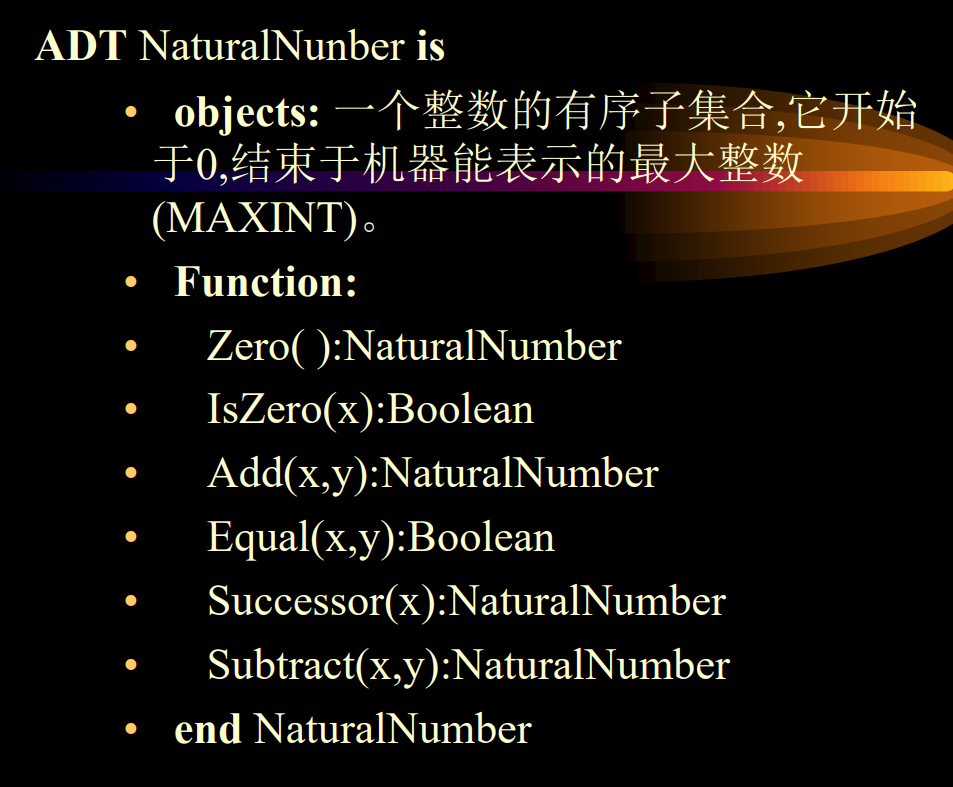 ADT NaturalNunber is
• objects: 一个整数的有序子集合,它开始
于0,结束于机器能表示的最大整数
(MAXINT)。
• Function:
• Zero( ):NaturalNumber
• IsZero(x):Boolean
• Add(x,y):NaturalNumber
• Equal(x,y):Boolean
• Successor(x):NaturalNumber
• Subtract(x,y):NaturalNumber
• end NaturalNumber